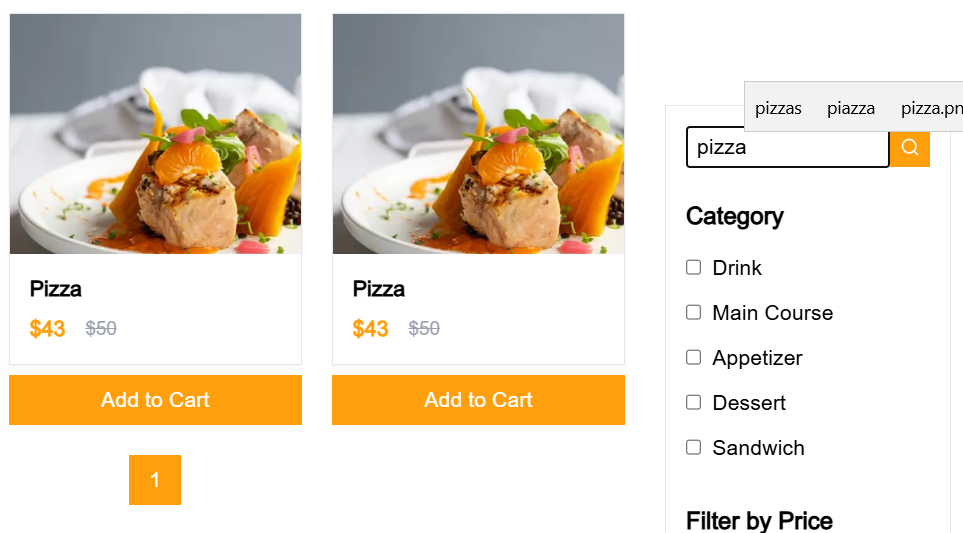 Pizza
$43 $50
Add to Cart
Pizza
$43 $50
Add to Cart
1
pizzas piazza pizza.pn
pizza
Category
Drink
Main Course
Appetizer
Dessert
Sandwich
Filter by Price